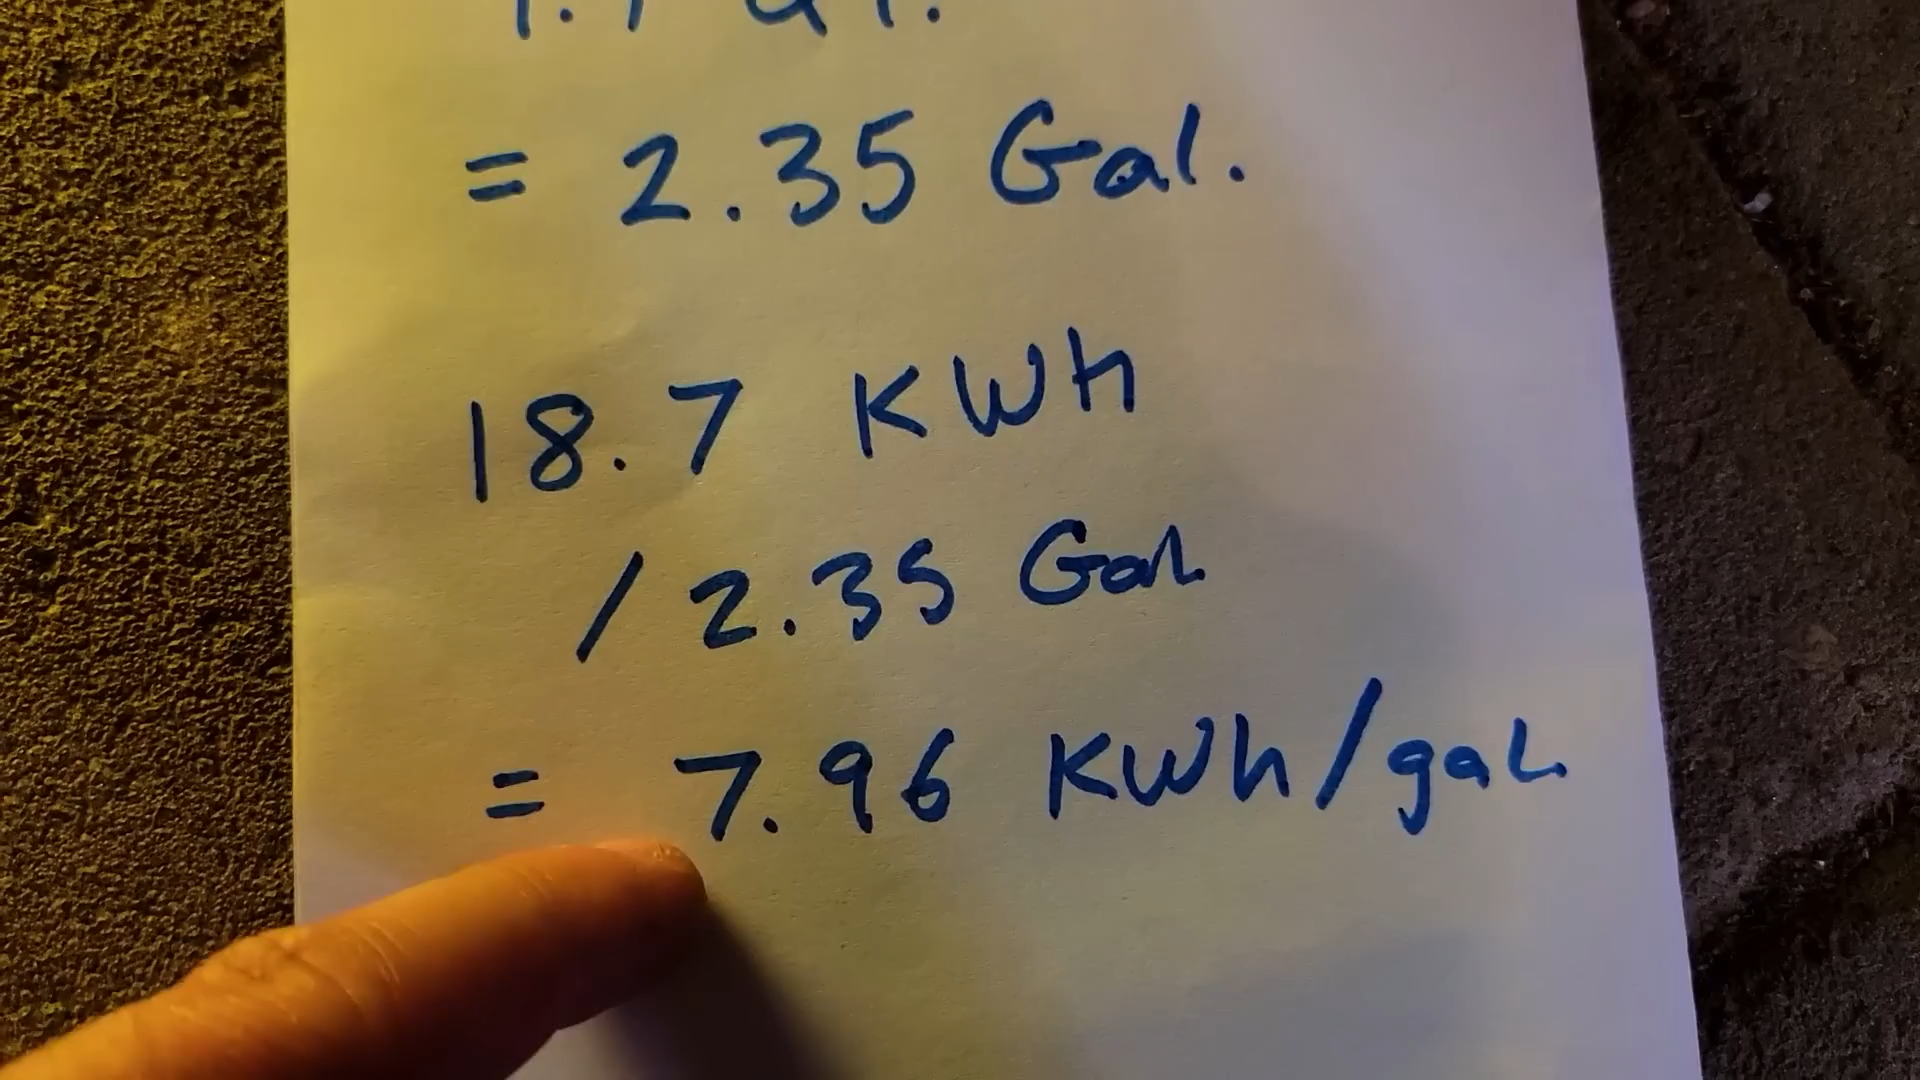 = 2.35 Gal.
18.7 KWh
/ 2.35 Gal.
= 7.96 KWh/gal.